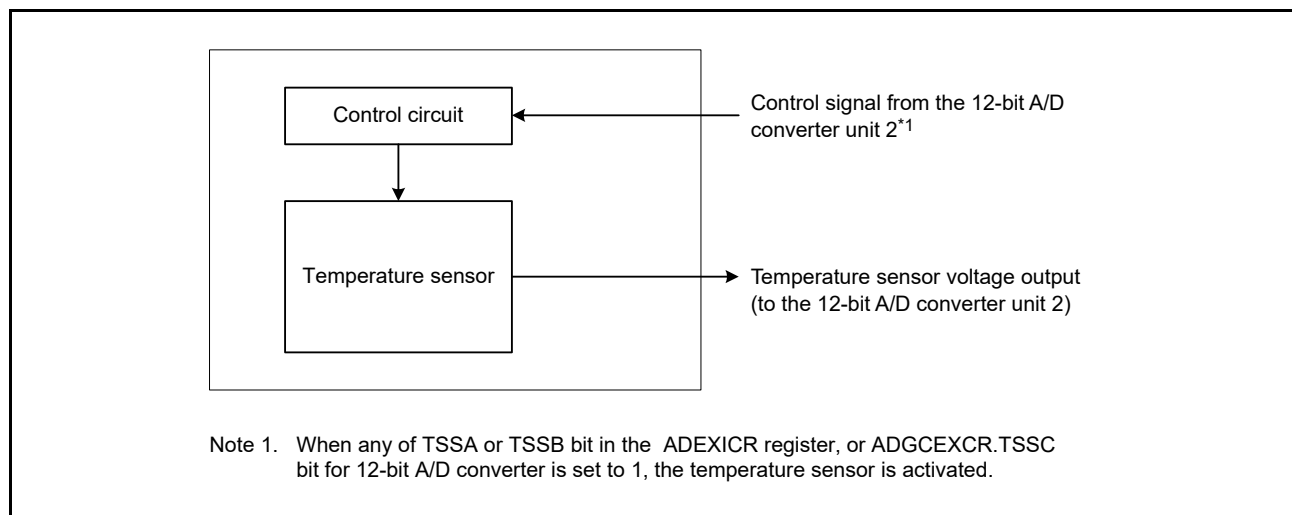 Control circuit
Control signal from the 12-bit A/D
converter unit 2*1
Temperature sensor
Temperature sensor voltage output
(to the 12-bit A/D converter unit 2)
Note 1. When any of TSSA or TSSB bit in the ADEXICR register, or ADGCEXCR.TSSC
bit for 12-bit A/D converter is set to 1, the temperature sensor is activated.